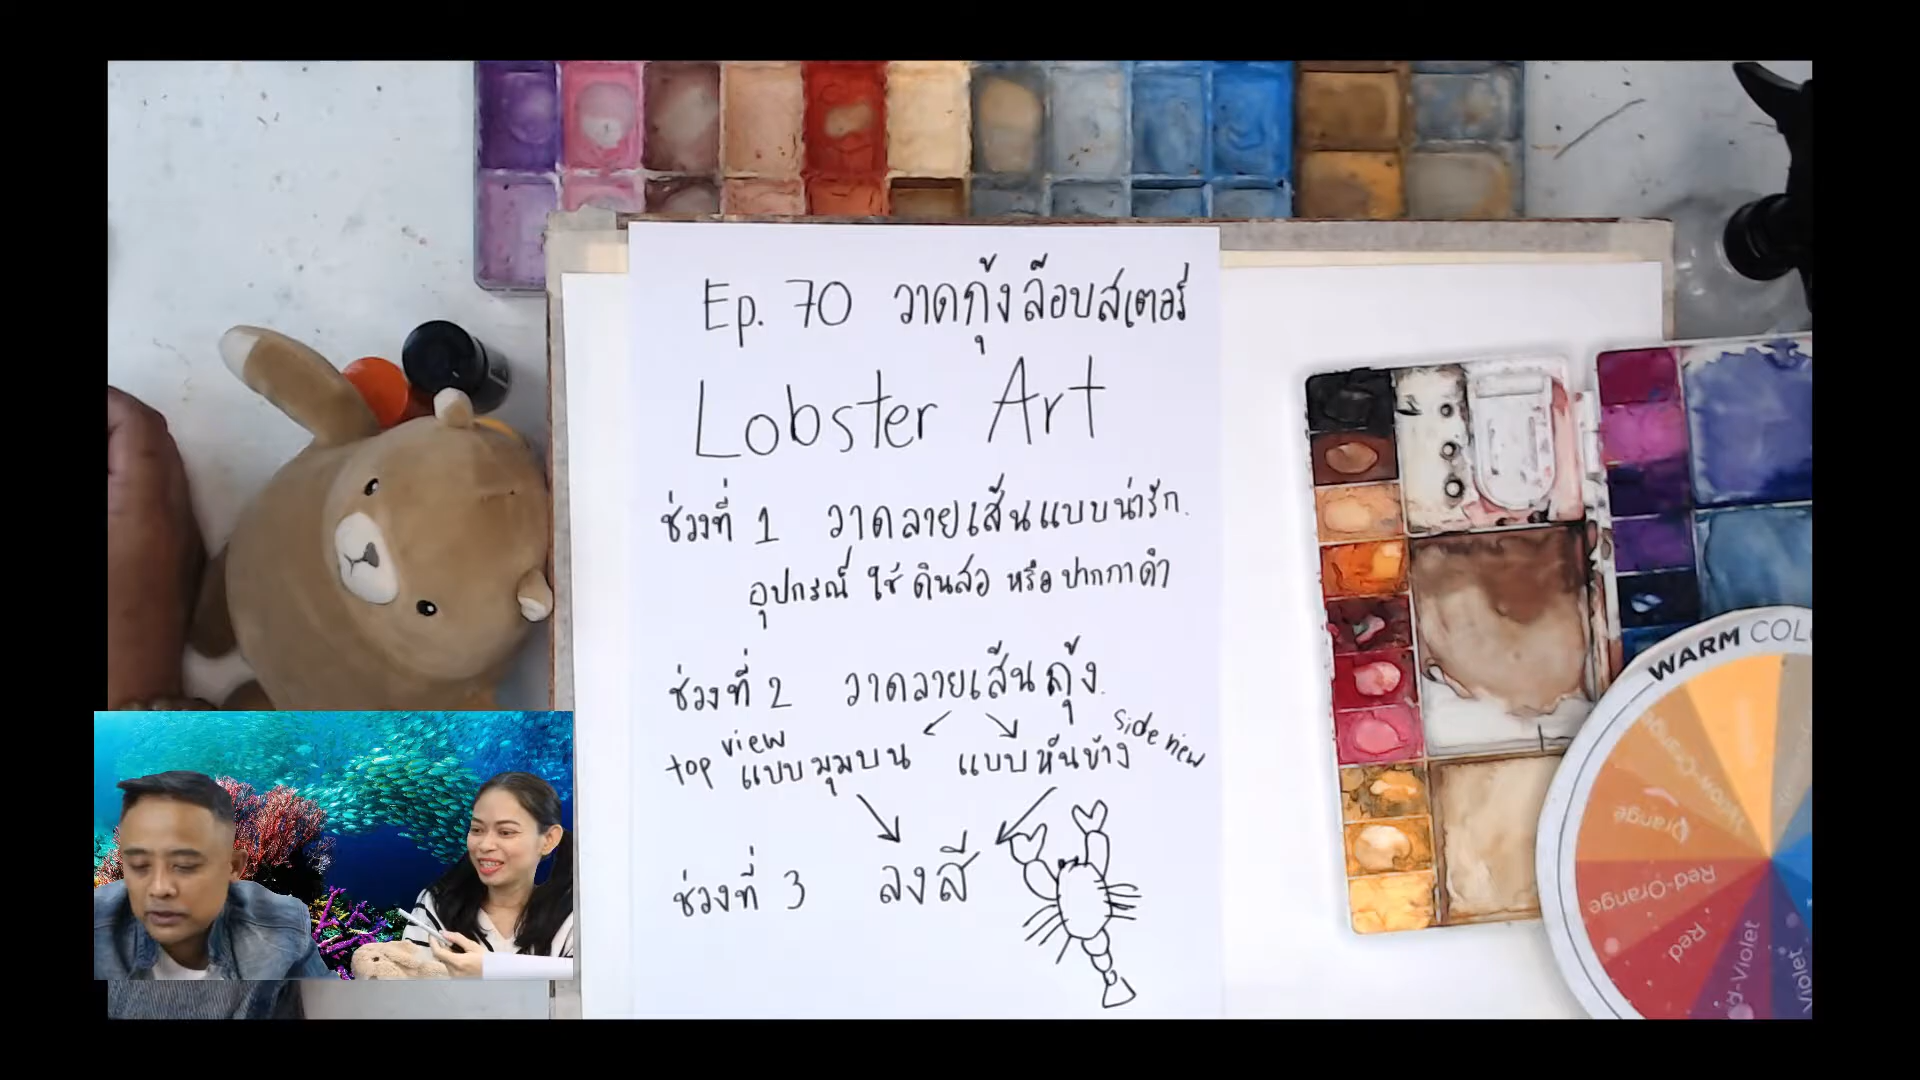 Ep. 70 วาดกุ้งล็อบสเตอร์
Lobster Art
ช่วงที่ 1 วาดลายเส้นแบบน่ารัก.
อุปกรณ์ ใช้ ดินสอ หรือ ปากกาดำ
ช่วงที่ 2 วาดลายเส้นกุ้ง.
top view แบบมุมบน แบบหันข้าง side view
ช่วงที่ 3 ลงสี
WARM COL
Orange
Red-Orange
Red
d-Violet
Violet